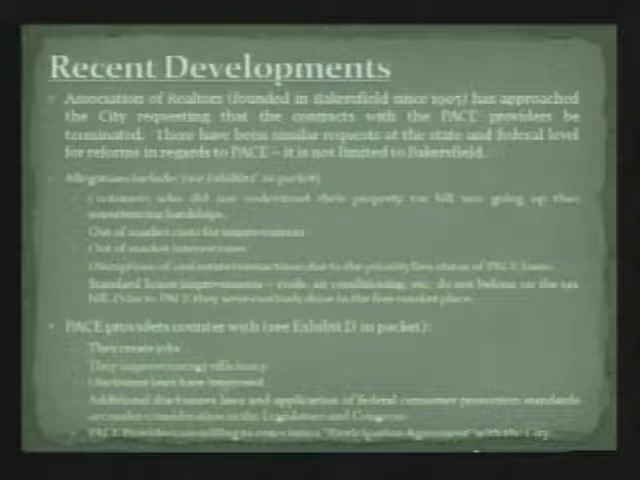 Recent Developments
Association of Realtors (founded in Bakersfield since 1905) has approached
the City requesting that the contracts with the PACE providers be
terminated. There have been similar requests at the state and federal level
for reforms in regards to PACE – it is not limited to Bakersfield.
Allegations include (see Exhibit C in packet)
Customers who did not understand their property tax bill was going up thus
experiencing hardships.
Out of market costs for improvements
Out of market interest rates
Disruptions of real estate transactions due to the priority lien status of PACE loans
Standard home improvements – roofs, air conditioning, etc. do not belong on the tax
bill. Prior to PACE they were routinely done in the free market place.
PACE providers counter with (see Exhibit D in packet):
They create jobs
They improve energy efficiency
Disclosure laws have improved
Additional disclosures laws and application of federal consumer protection standards
are under consideration in the Legislature and Congress
PACE Providers are willing to enter into a "Participation Agreement" with the City